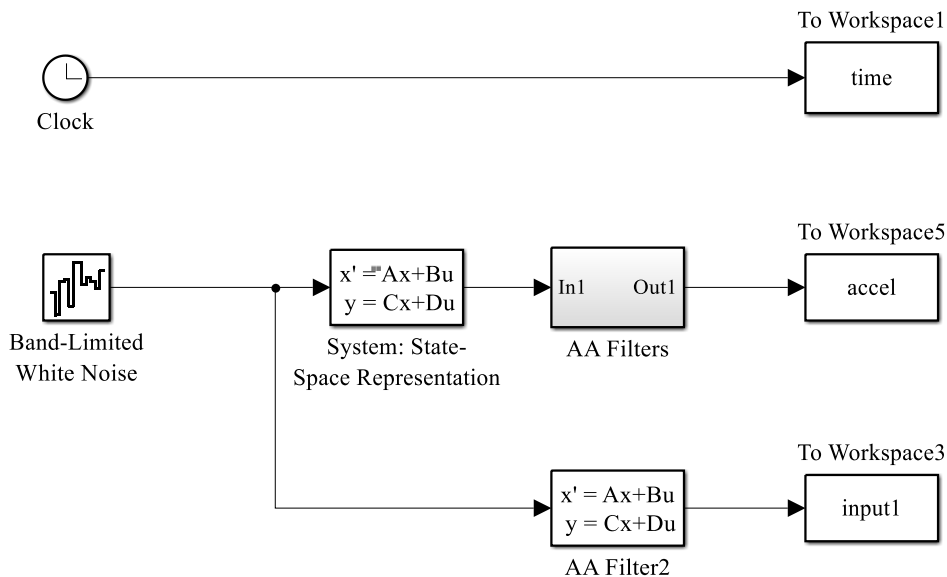 To Workspace1
time
Clock
To Workspace5
x' = Ax+Bu
y = Cx+Du
In1 Out1
accel
Band-Limited
White Noise
System: State-
Space Representation
AA Filters
To Workspace3
x' = Ax+Bu
y = Cx+Du
input1
AA Filter2